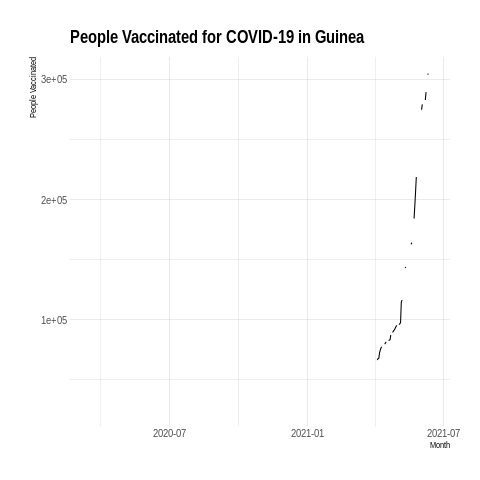 People Vaccinated for COVID-19 in Guinea
People Vaccinated
3e+05
2e+05
1e+05
2020-07
2021-01
2021-07
Month